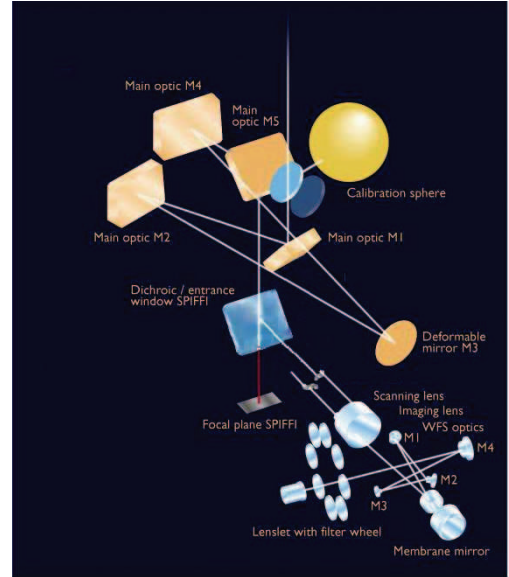 Main optic M4
Main
optic M5
Calibration sphere
Main optic M2
Main optic M1
Dichroic / entrance
window SPIFFI
Deformable
mirror M3
Scanning lens
Imaging lens
WFS optics
M1
M4
Focal plane SPIFFI
M2
M3
Lenslet with filter wheel
Membrane mirror